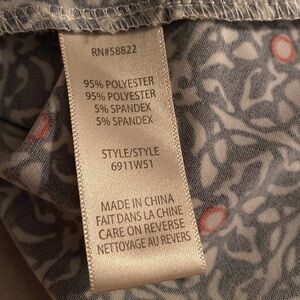 RN#58822
95% POLYESTER
95% POLYESTER
5% SPANDEX
5% SPANDEX
STYLE/STYLE
6911W51
MADE IN CHINA
FAIT DANS LA CHINE
CARE ON REVERSE
NETTOYAGE AU REVERS